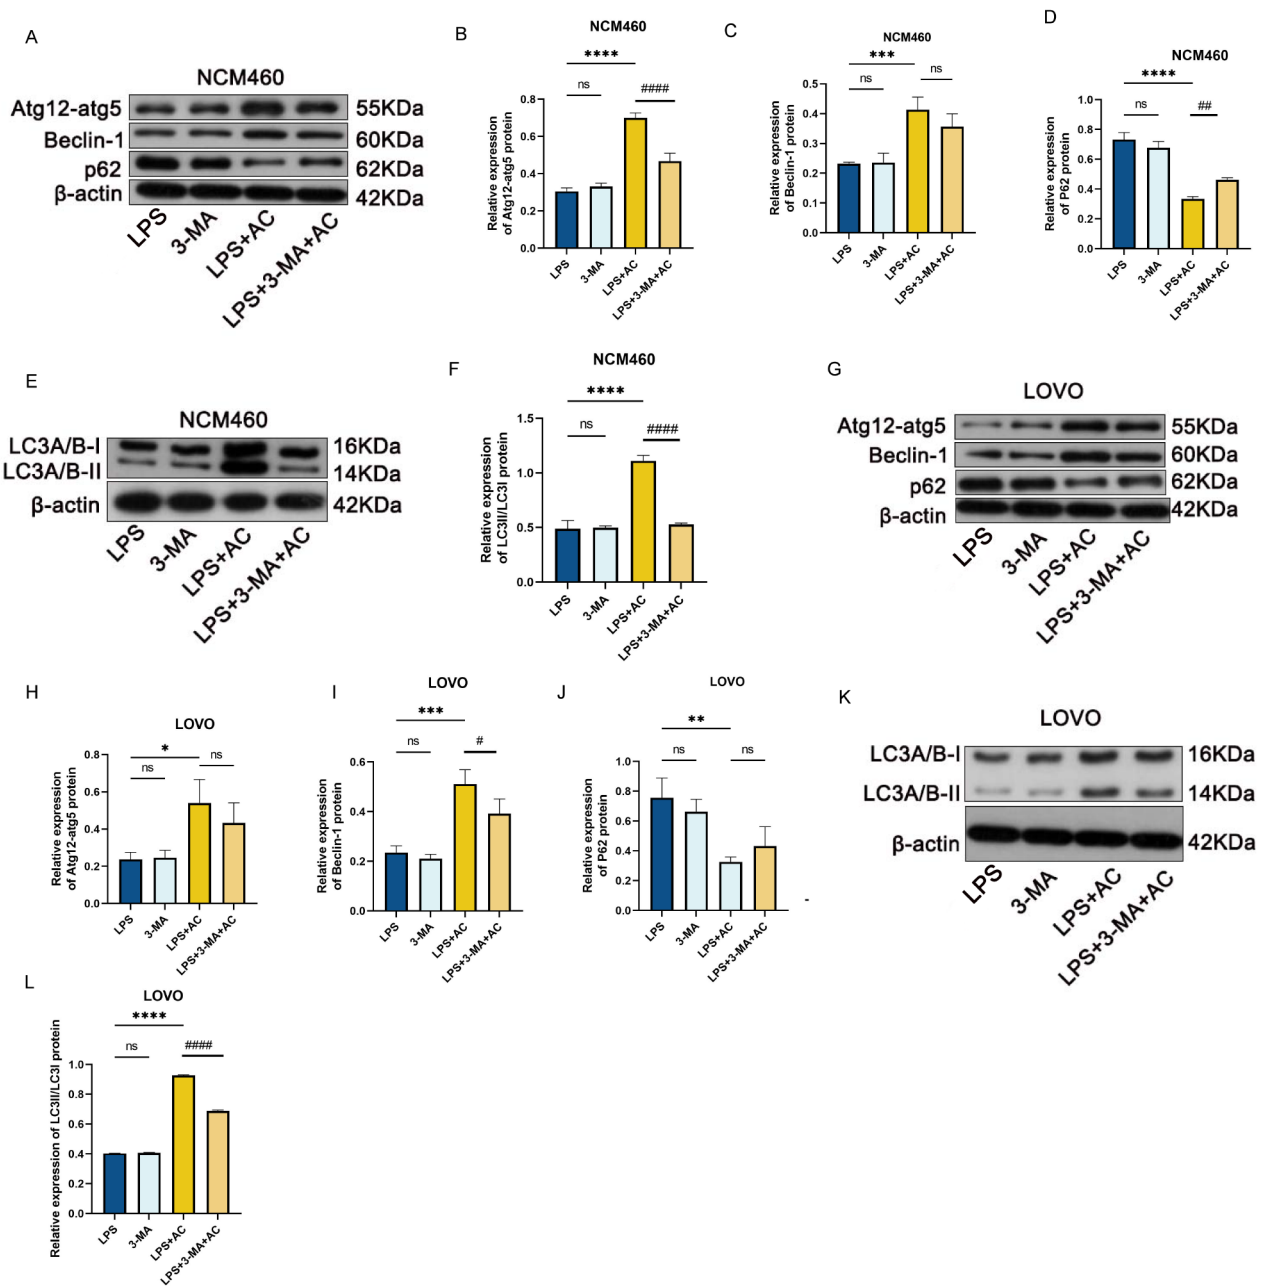 A
NCM460
Atg12-atg5
55KDa
Beclin-1
60KDa
p62
62KDa
β-actin
42KDa
LPS
3-MA
LPS+AC
LPS+3-MA+AC
B
NCM460
****
ns
####
Relative expression
of Atg12-atg5 protein
0.8
0.6
0.4
0.2
0.0
LPS
3-MA
LPS+AC
LPS+3-MA+AC
C
NCM460
***
ns
ns
Relative expression
of Beclin-1 protein
0.5
0.4
0.3
0.2
0.1
0.0
LPS
3-MA
LPS+AC
LPS+3-MA+AC
D
NCM460
****
ns
##
Relative expression
of P62 protein
1.0
0.8
0.6
0.4
0.2
0.0
LPS
3-MA
LPS+AC
LPS+3-MA+AC
E
NCM460
LC3A/B-I
16KDa
LC3A/B-II
14KDa
β-actin
42KDa
LPS
3-MA
LPS+AC
LPS+3-MA+AC
F
NCM460
****
ns
####
Relative expression
of LC3II/LC3I protein
1.5
1.0
0.5
0.0
LPS
3-MA
LPS+AC
LPS+3-MA+AC
G
LOVO
Atg12-atg5
55KDa
Beclin-1
60KDa
p62
62KDa
β-actin
42KDa
LPS
3-MA
LPS+AC
LPS+3-MA+AC
H
LOVO
*
ns
ns
Relative expression
of Atg12-atg5 protein
0.8
0.6
0.4
0.2
0.0
LPS
3-MA
LPS+AC
LPS+3-MA+AC
I
LOVO
***
ns
#
Relative expression
of Beclin-1 protein
0.6
0.4
0.2
0.0
LPS
3-MA
LPS+AC
LPS+3-MA+AC
J
LOVO
**
ns
ns
Relative expression
of P62 protein
1.0
0.8
0.6
0.4
0.2
0.0
LPS
3-MA
LPS+AC
LPS+3-MA+AC
-
K
LOVO
LC3A/B-I
16KDa
LC3A/B-II
14KDa
β-actin
42KDa
LPS
3-MA
LPS+AC
LPS+3-MA+AC
L
LOVO
****
ns
####
Relative expression of LC3II/LC3I protein
1.0
0.8
0.6
0.4
0.2
0.0
LPS
3-MA
LPS+AC
LPS+3-MA+AC